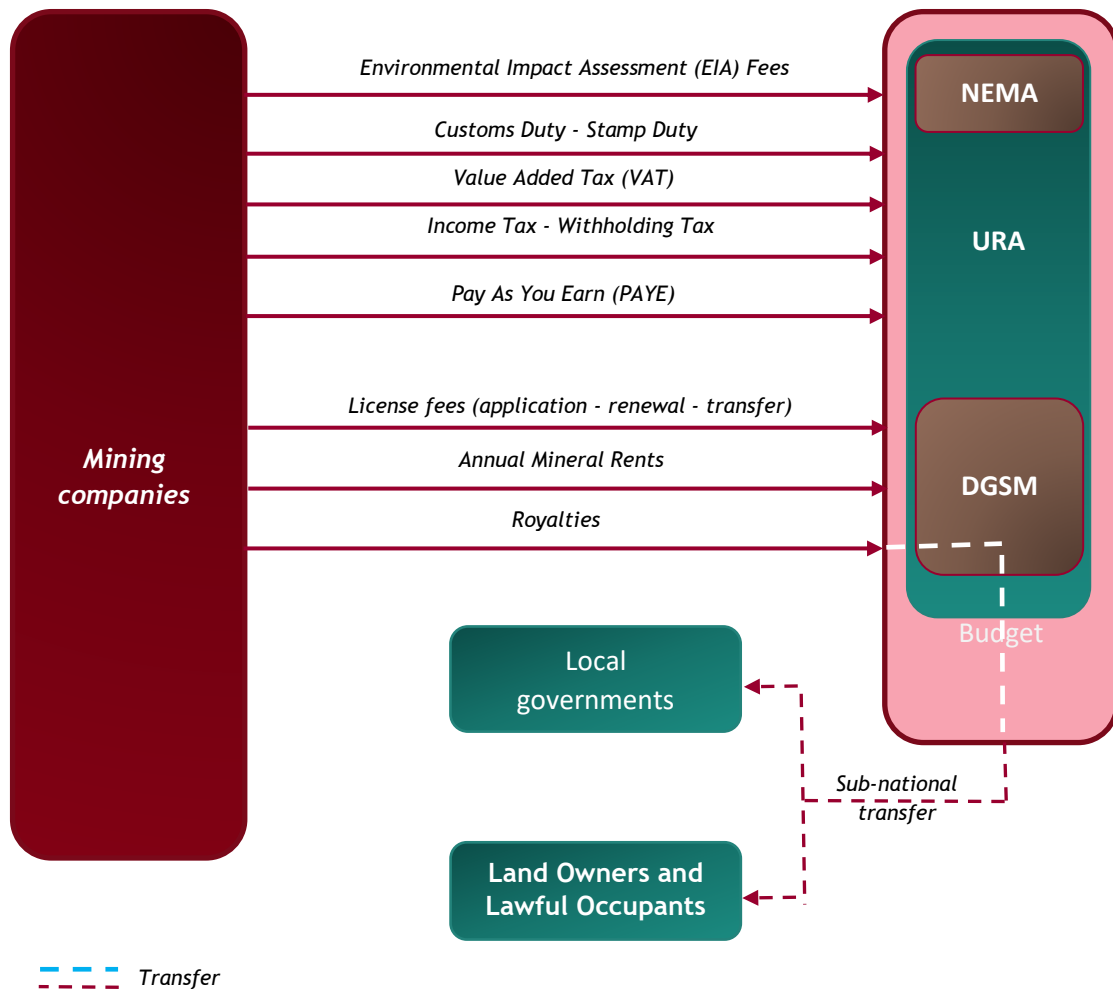 Environmental Impact Assessment (EIA) Fees
NEMA
Customs Duty - Stamp Duty
Value Added Tax (VAT)
Income Tax - Withholding Tax
URA
Pay As You Earn (PAYE)
License fees (application - renewal - transfer)
Mining
companies
Annual Mineral Rents
DGSM
Royalties
Budget
Local
governments
Sub-national
transfer
Land Owners and
Lawful Occupants
Transfer